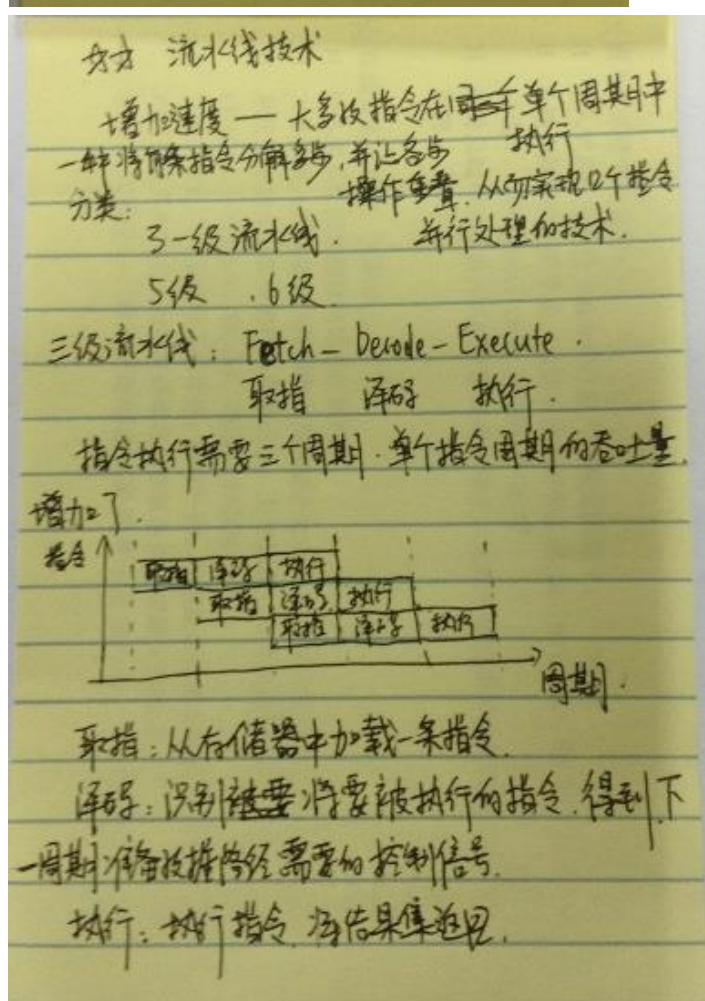 流水线技术
增加速度 — 大多数指令在单个周期中
执行
一种将每条指令分解多步,并让各步
操作重叠.从而实现几个指令
并行处理的技术.
分类:
3一级流水线.
5级 .6级
三级流水线: Fetch — Decode — Execute.
取指 译码 执行.
指令执行需要三个周期.单个指令周期的吞吐量
增加了.
指令
取指 译码 执行
取指 译码 执行
取指 译码 执行
周期.
取指:从存储器中加载一条指令.
译码:识别将要被执行的指令.得到下
一周期准备数据路径需要的控制信号.
执行:执行指令.将结果集返回.